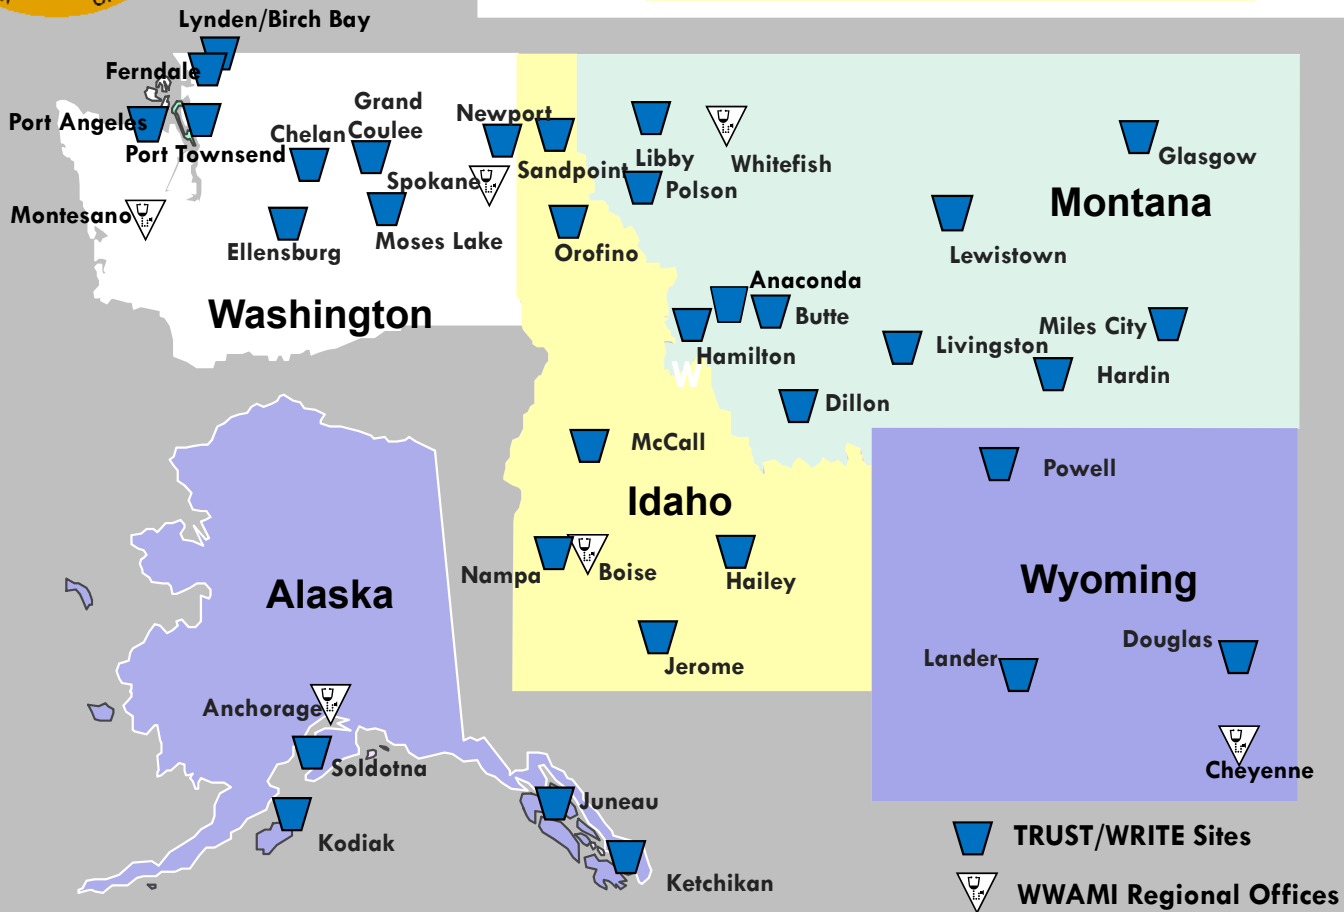 Lynden/Birch Bay
Ferndale
Grand
Coulee
Newport
Port Angeles
Chelan
Port Townsend
Spokane
Sandpoint
Libby
Whitefish
Polson
Glasgow
Montana
Montesano
Ellensburg
Moses Lake
Orofino
Lewistown
Washington
Anaconda
Butte
Hamilton
W
Livingston
Miles City
Hardin
Dillon
McCall
Idaho
Powell
Nampa
Boise
Hailey
Jerome
Wyoming
Lander
Douglas
Cheyenne
Alaska
Anchorage
Soldotna
Kodiak
Juneau
Ketchikan
TRUST/WRITE Sites
WWAMI Regional Offices